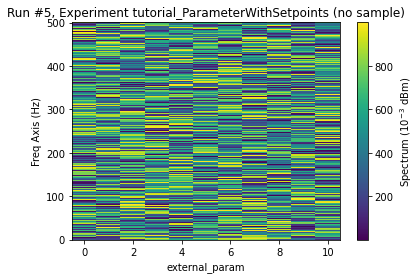 Run #5, Experiment tutorial_ParameterWithSetpoints (no sample)
500
400
300
200
100
0
Freq Axis (Hz)
0 2 4 6 8 10
external_param
800
600
400
200
Spectrum (10⁻³ dBm)